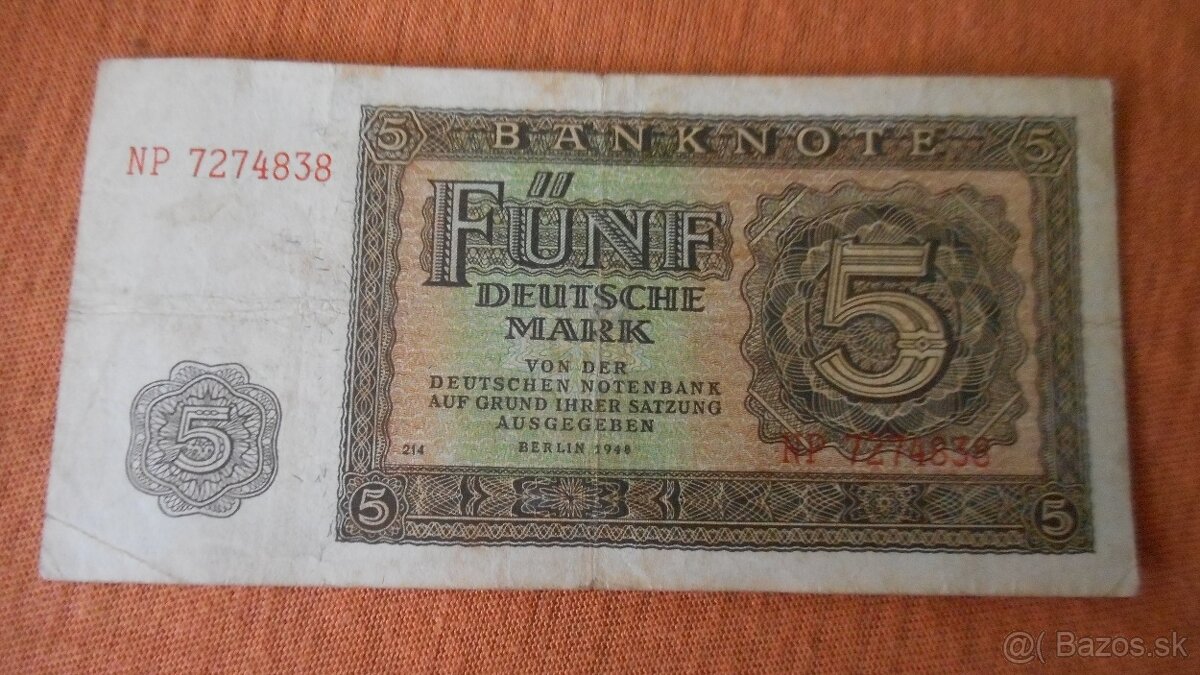 NP 7274838
5 BANKNOTE 5
FÜNF
DEUTSCHE
MARK
5
VON DER
DEUTSCHEN NOTENBANK
AUF GRUND IHRER SATZUNG
AUSGEGEBEN
214 BERLIN 1948
NP 7274838
5
5 5
@( Bazos.sk